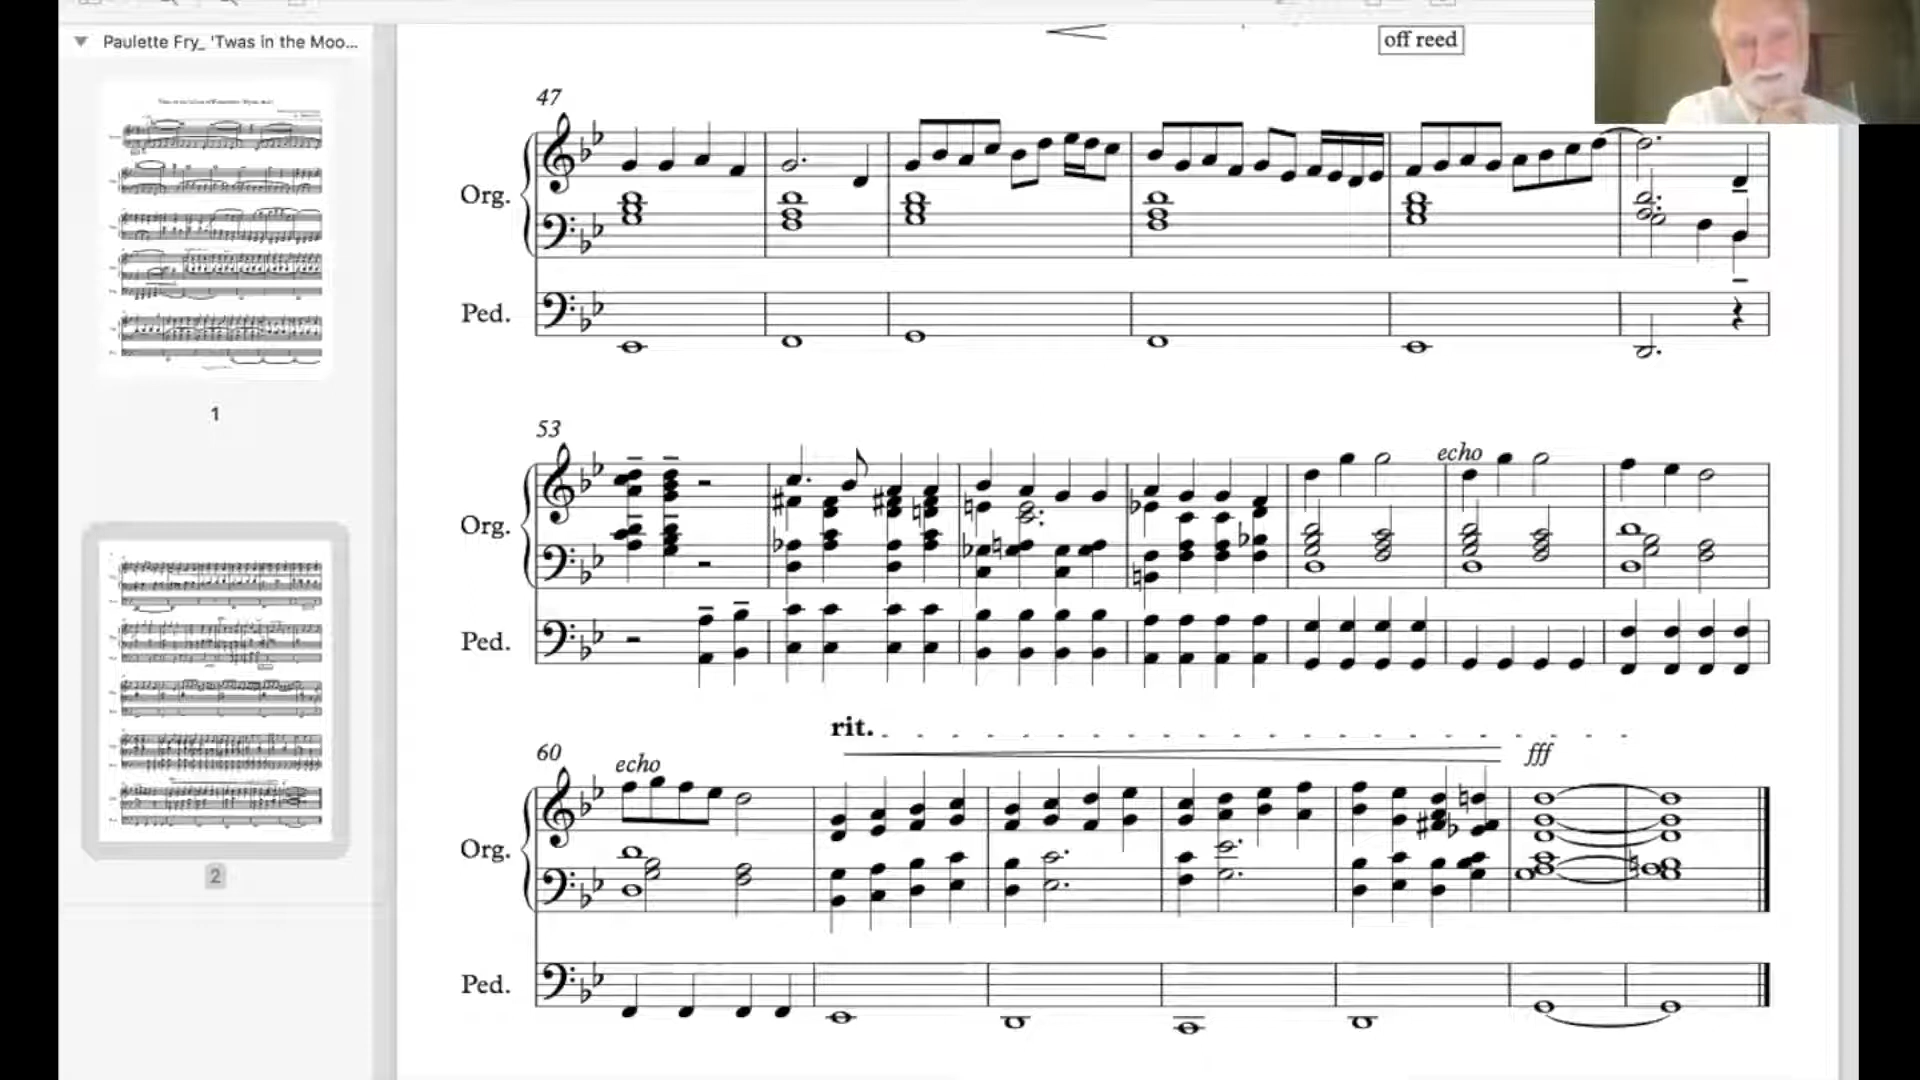 Paulette Fry_ 'Twas in the Moo...
off reed
1
2
47
Org.
Ped.
53
echo
Org.
Ped.
rit.
60
echo
fff
Org.
Ped.